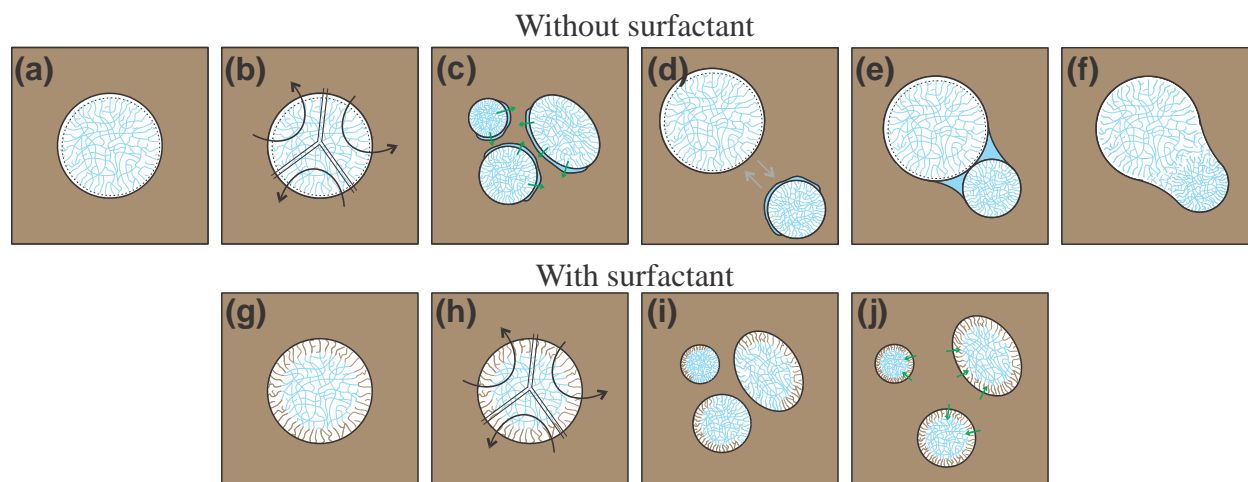 Without surfactant
(a) (b) (c) (d) (e) (f)
With surfactant
(g) (h) (i) (j)